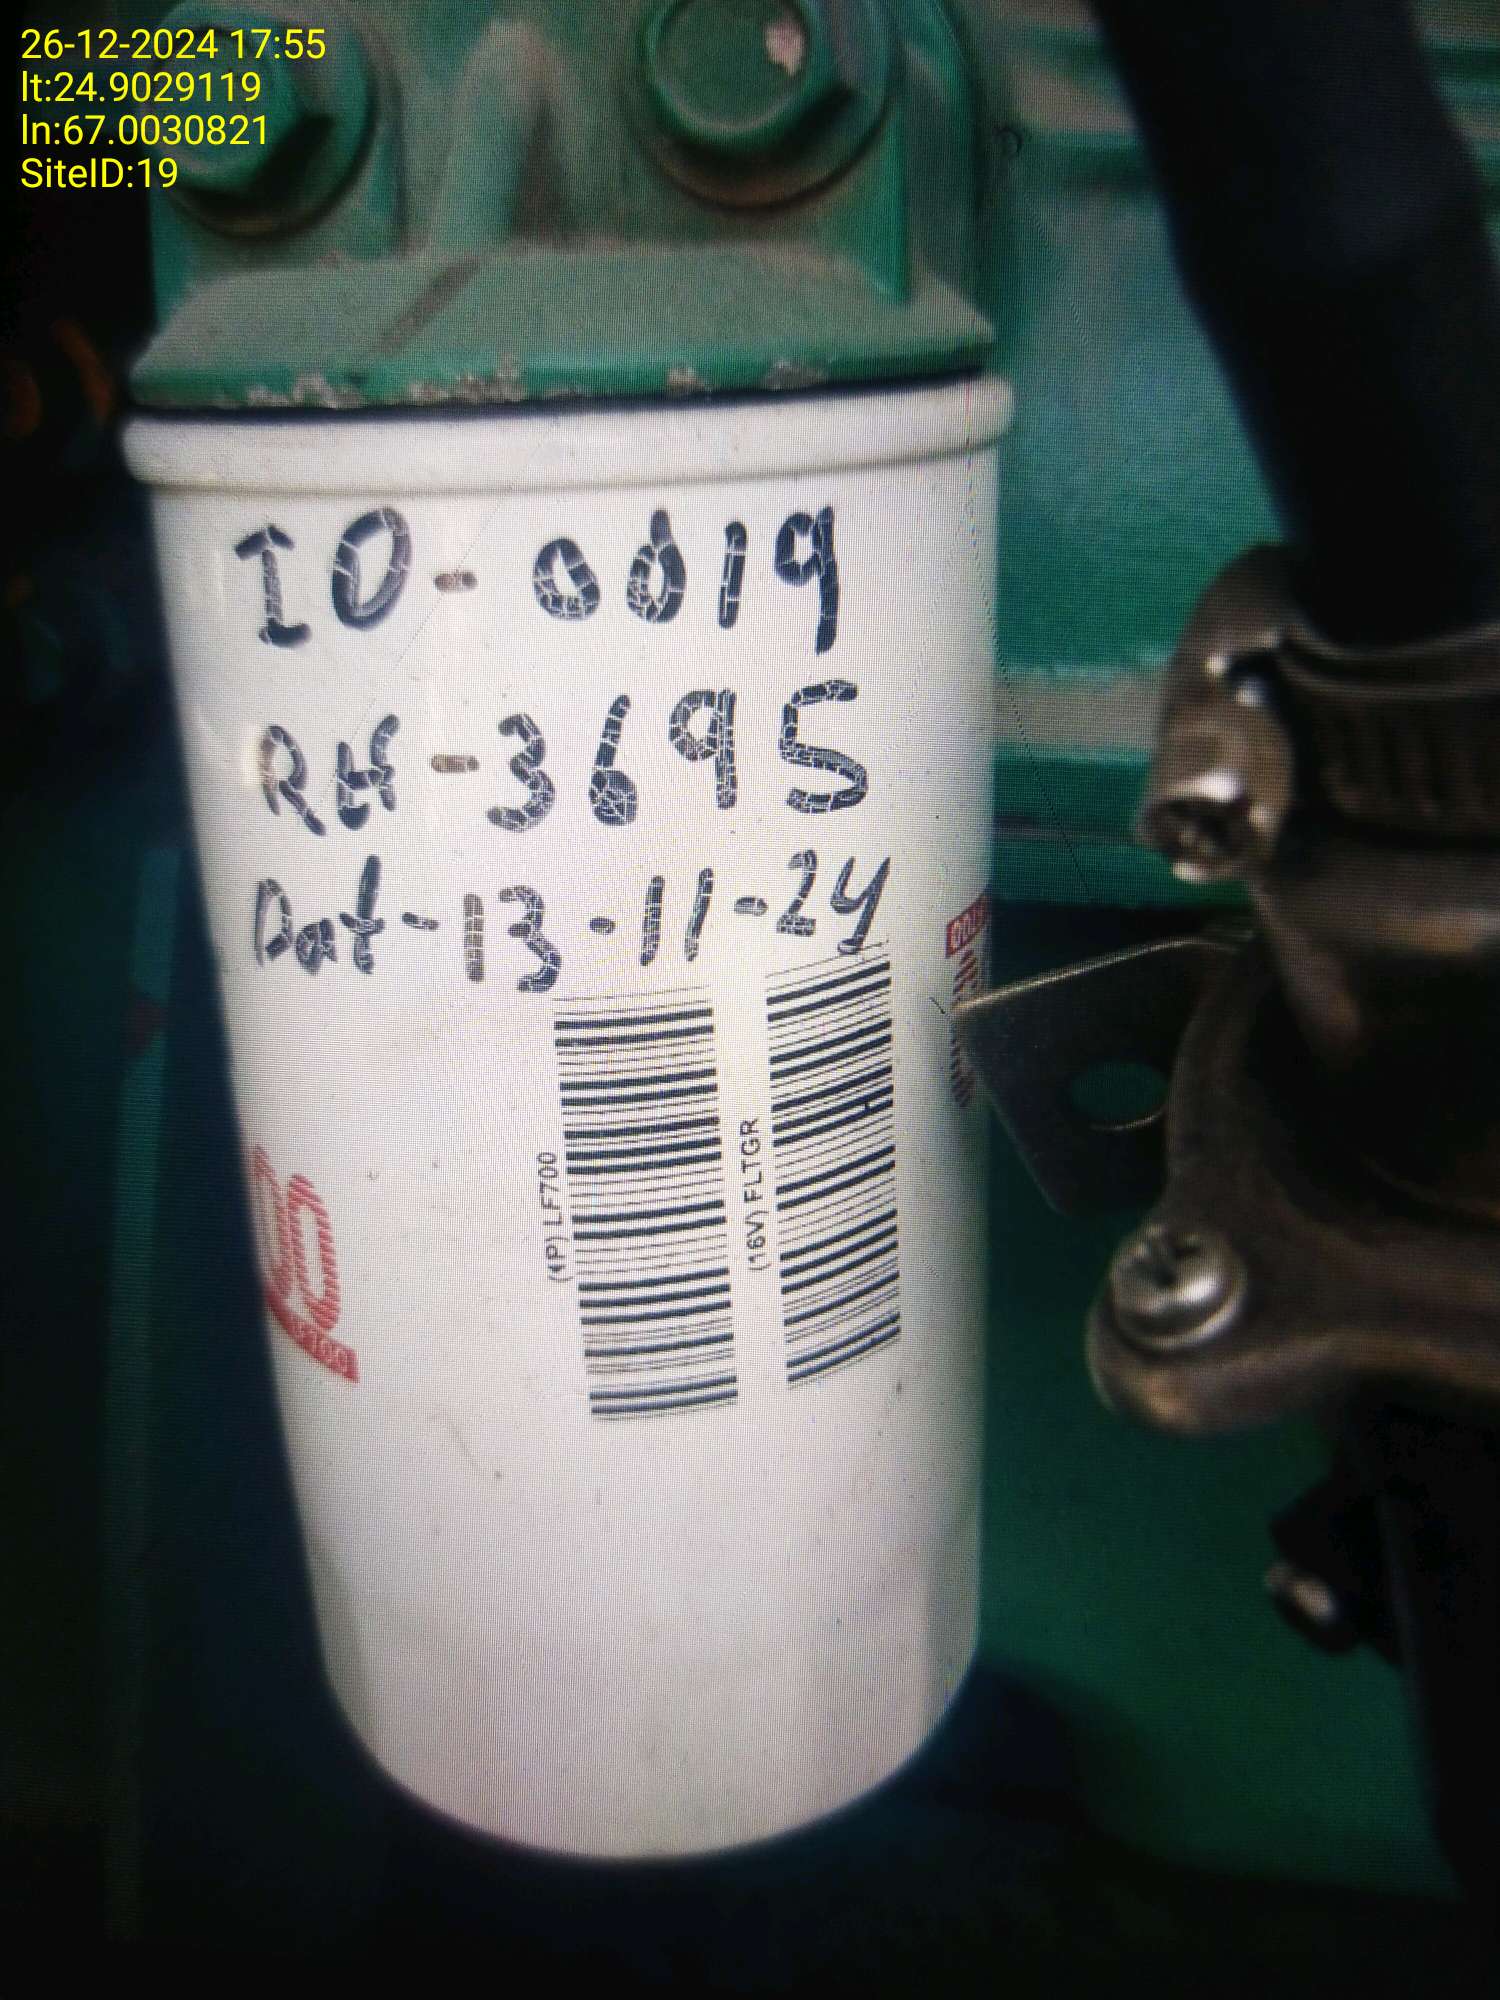 26-12-2024 17:55
lt:24.9029119
ln:67.0030821
SiteID:19
ID-0019
RH-3695
Dat-13-11-24
(1P) LF700
(16V) FLTGR